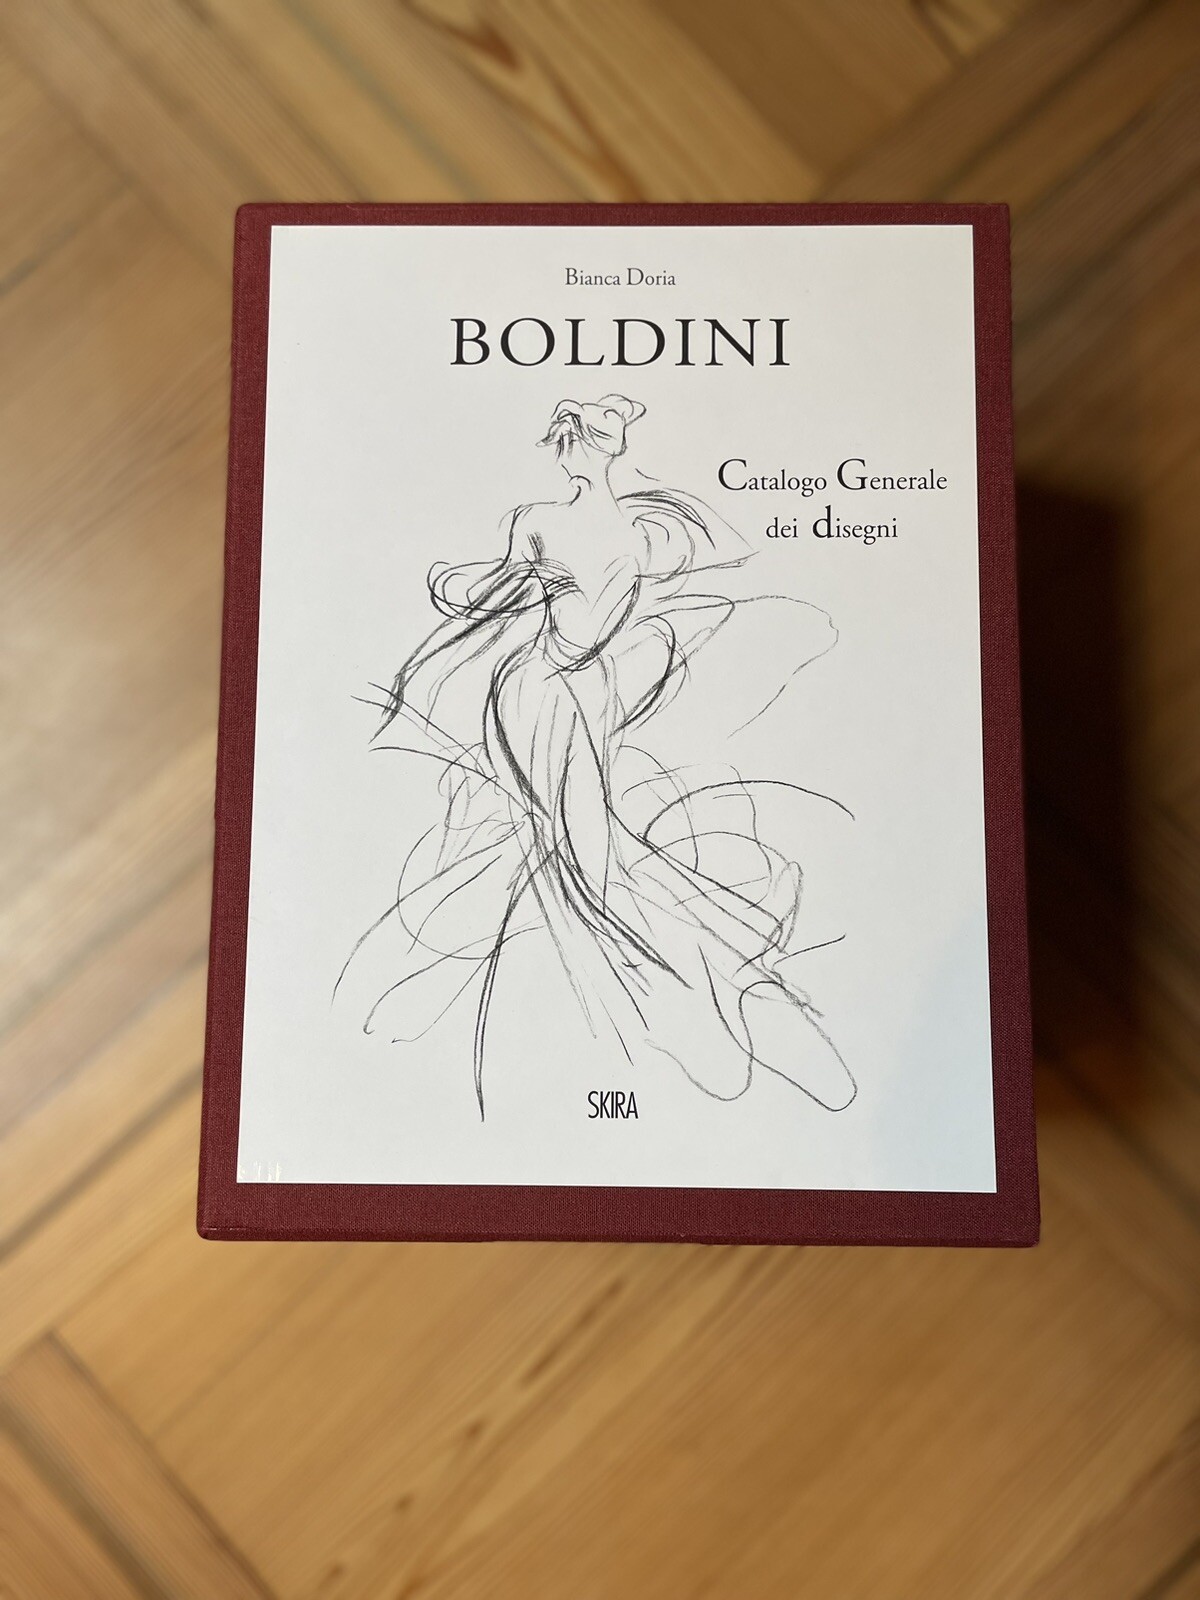 Bianca Doria
BOLDINI
Catalogo Generale
dei disegni
SKIRA